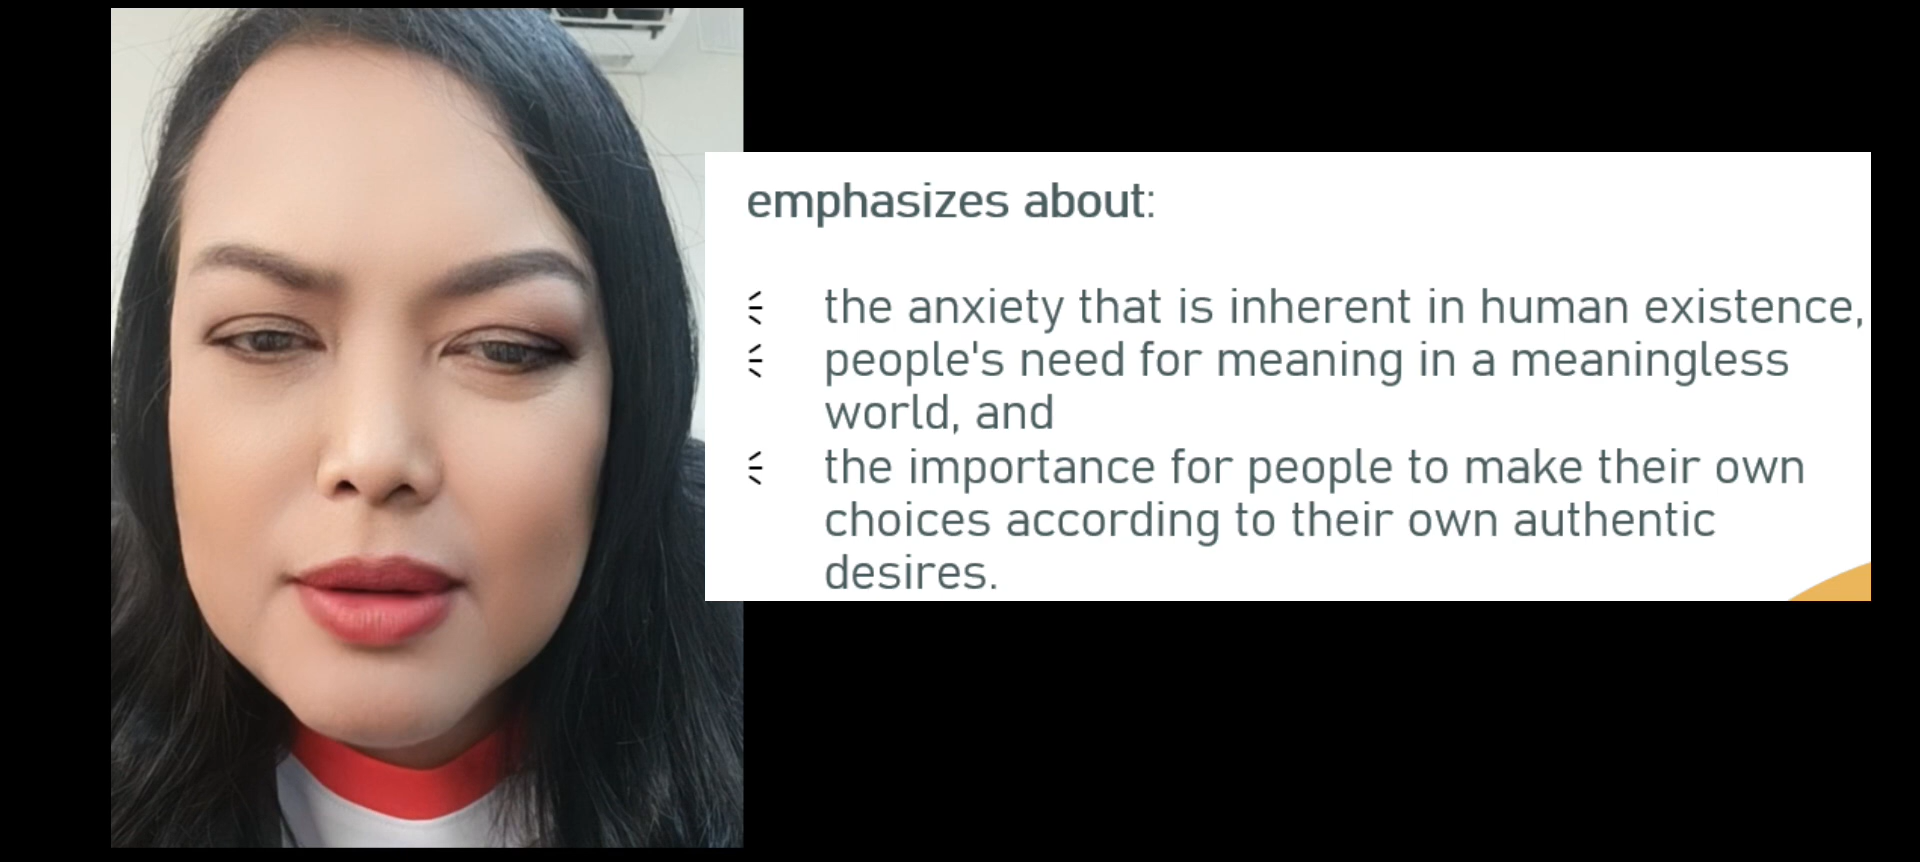 emphasizes about:
the anxiety that is inherent in human existence,
people's need for meaning in a meaningless
world, and
the importance for people to make their own
choices according to their own authentic
desires.